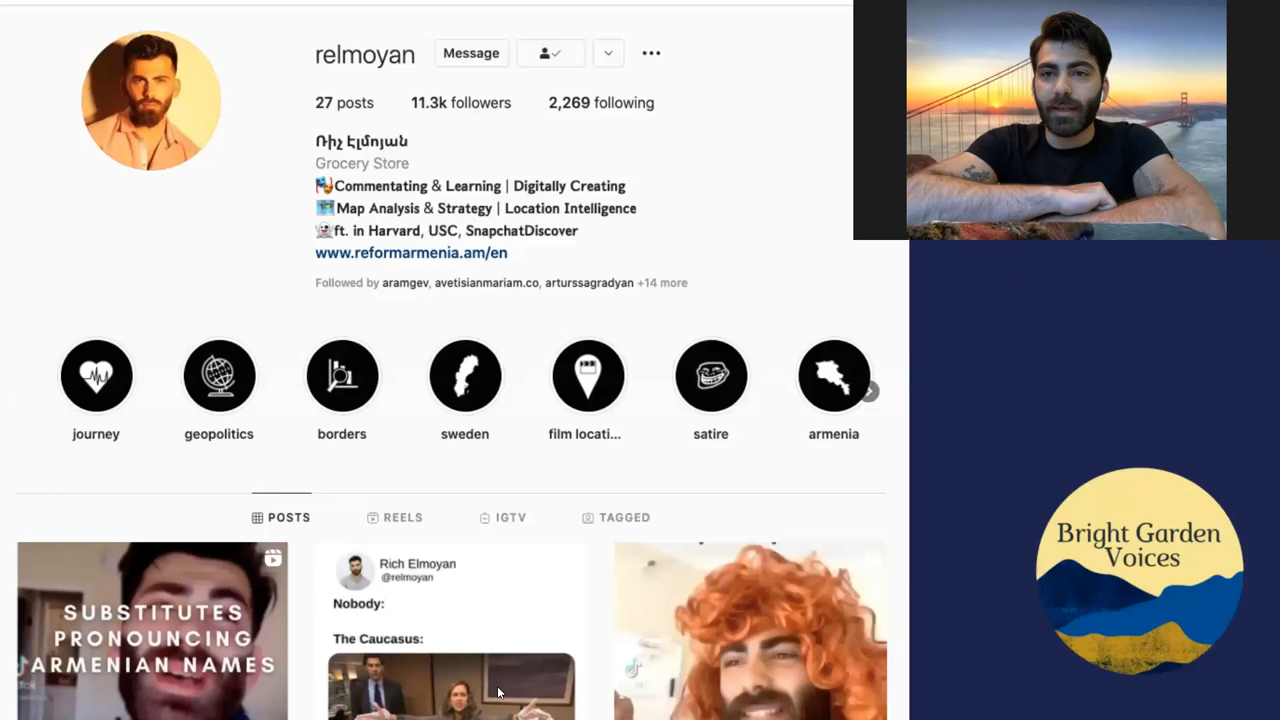 relmoyan
Message
27 posts
11.3k followers
2,269 following
Ռիչ Էլմոյան
Grocery Store
Commentating & Learning | Digitally Creating
Map Analysis & Strategy | Location Intelligence
ft. in Harvard, USC, SnapchatDiscover
www.reformarmenia.am/en
Followed by aramgev, avetisianmariam.co, arturssagradyan +14 more
journey
geopolitics
borders
sweden
film locati...
satire
armenia
POSTS
REELS
IGTV
TAGGED
SUBSTITUTES
PRONOUNCING
ARMENIAN NAMES
Rich Elmoyan
@relmoyan
Nobody:
The Caucasus:
Bright Garden
Voices